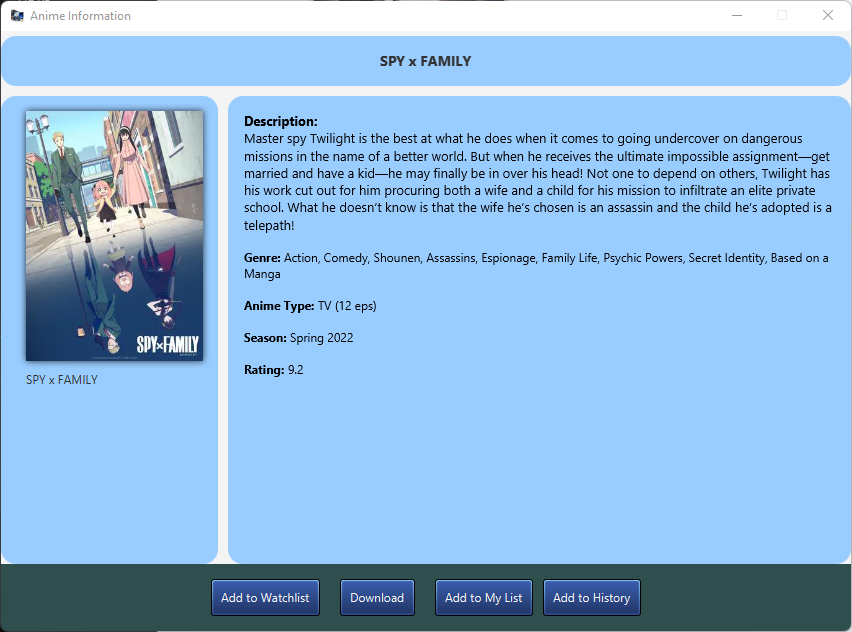 Anime Information
SPY x FAMILY
SPY×FAMILY
SPY x FAMILY
Description:
Master spy Twilight is the best at what he does when it comes to going undercover on dangerous
missions in the name of a better world. But when he receives the ultimate impossible assignment—get
married and have a kid—he may finally be in over his head! Not one to depend on others, Twilight has
his work cut out for him procuring both a wife and a child for his mission to infiltrate an elite private
school. What he doesn’t know is that the wife he’s chosen is an assassin and the child he’s adopted is a
telepath!
Genre: Action, Comedy, Shounen, Assassins, Espionage, Family Life, Psychic Powers, Secret Identity, Based on a
Manga
Anime Type: TV (12 eps)
Season: Spring 2022
Rating: 9.2
Add to Watchlist
Download
Add to My List
Add to History